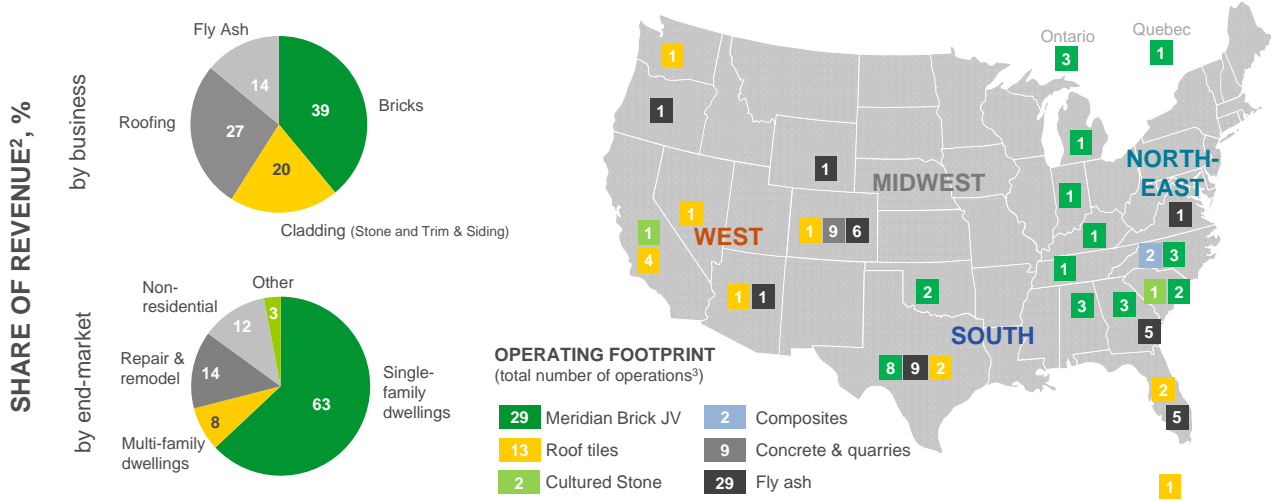 SHARE OF REVENUE², %
by business
Fly Ash
14
39
Bricks
Roofing
27
20
Cladding (Stone and Trim & Siding)
by end-market
Other
Non-
residential
3
12
Repair &
remodel
14
63
Single-
family
dwellings
8
Multi-family
dwellings
Ontario
3
Quebec
1
1
1
1
1
NORTH-
EAST
MIDWEST
1
1
1
WEST
1
1 9 6
1
2 3
1
4
1
1 1
2
3
3
1 2
5
SOUTH
8 9 2
2
5
1
OPERATING FOOTPRINT
(total number of operations³)
29 Meridian Brick JV
2 Composites
13 Roof tiles
9 Concrete & quarries
2 Cultured Stone
29 Fly ash